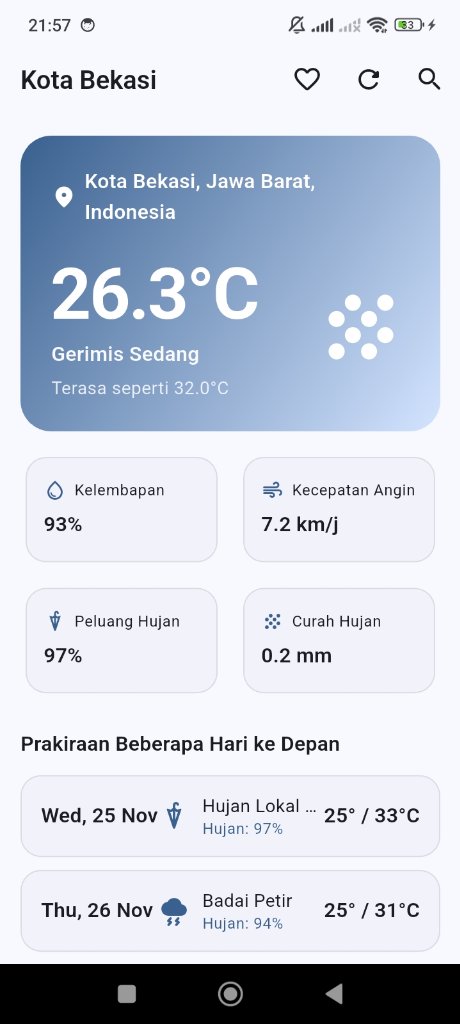 21:57
83
Kota Bekasi
Kota Bekasi, Jawa Barat,
Indonesia
26.3°C
Gerimis Sedang
Terasa seperti 32.0°C
Kelembapan
93%
Kecepatan Angin
7.2 km/j
Peluang Hujan
97%
Curah Hujan
0.2 mm
Prakiraan Beberapa Hari ke Depan
Wed, 25 Nov
Hujan Lokal ...
Hujan: 97%
25° / 33°C
Thu, 26 Nov
Badai Petir
Hujan: 94%
25° / 31°C